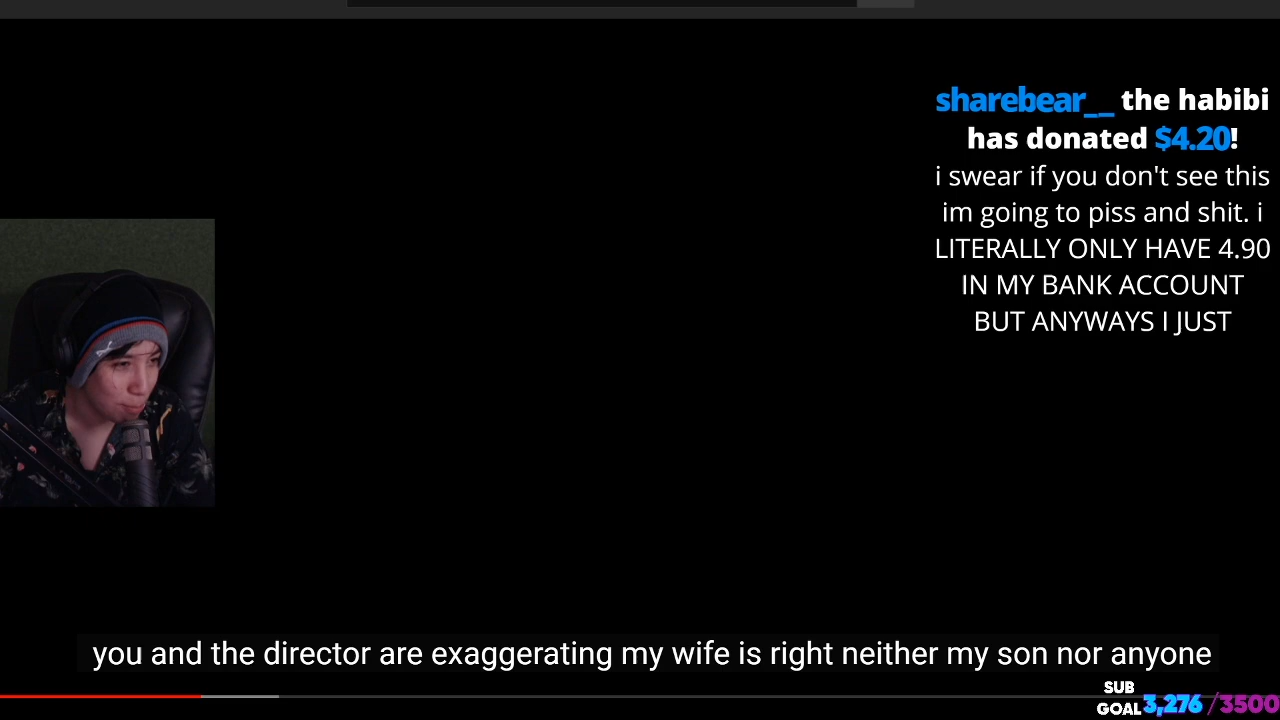 sharebear__ the habibi
has donated $4.20!
i swear if you don't see this
im going to piss and shit. i
LITERALLY ONLY HAVE 4.90
IN MY BANK ACCOUNT
BUT ANYWAYS I JUST
you and the director are exaggerating my wife is right neither my son nor anyone
SUB
GOAL 3,276 /3500